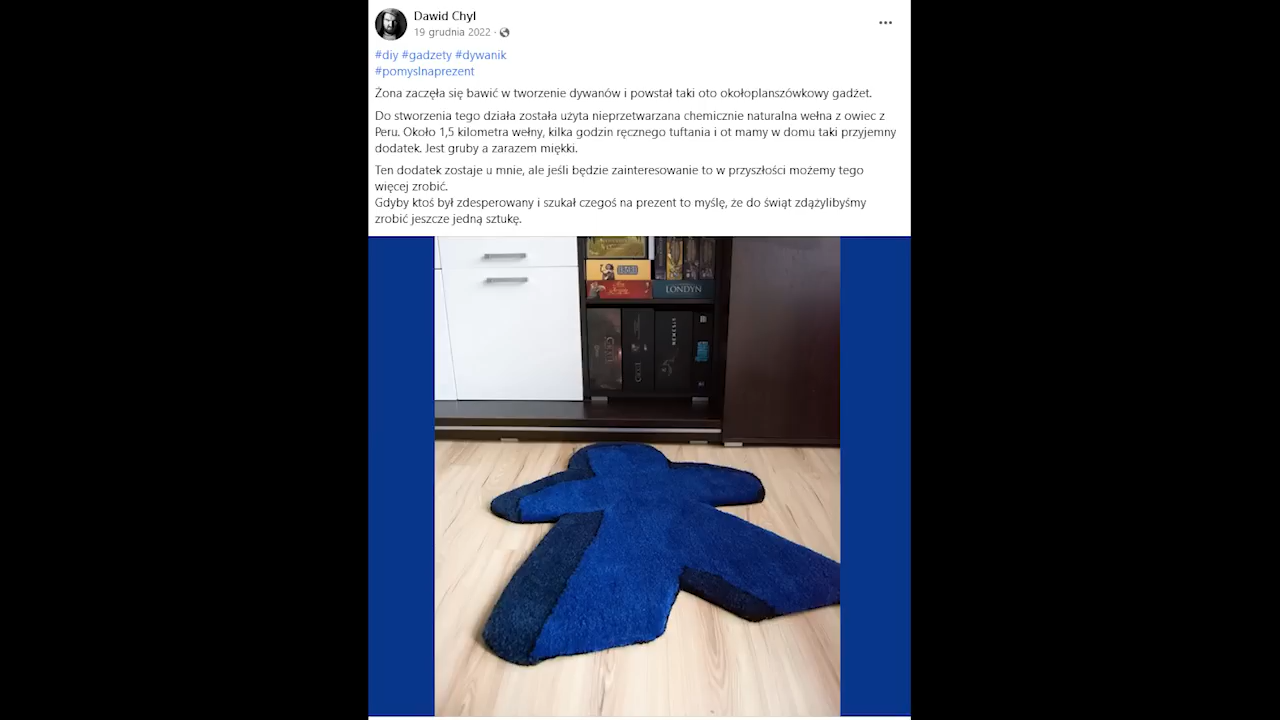 Dawid Chyl
19 grudnia 2022
#diy #gadzety #dywanik
#pomyslnaprezent
Żona zaczęła się bawić w tworzenie dywanów i powstał taki oto okołoplanszówkowy gadżet.
Do stworzenia tego działa została użyta nieprzetwarzana chemicznie naturalna wełna z owiec z
Peru. Około 1,5 kilometra wełny, kilka godzin ręcznego tuftania i ot mamy w domu taki przyjemny
dodatek. Jest gruby a zarazem miękki.
Ten dodatek zostaje u mnie, ale jeśli będzie zainteresowanie to w przyszłości możemy tego
więcej zrobić.
Gdyby ktoś był zdesperowany i szukał czegoś na prezent to myślę, że do świąt zdążylibyśmy
zrobić jeszcze jedną sztukę.
LONDYN
NEMESIS